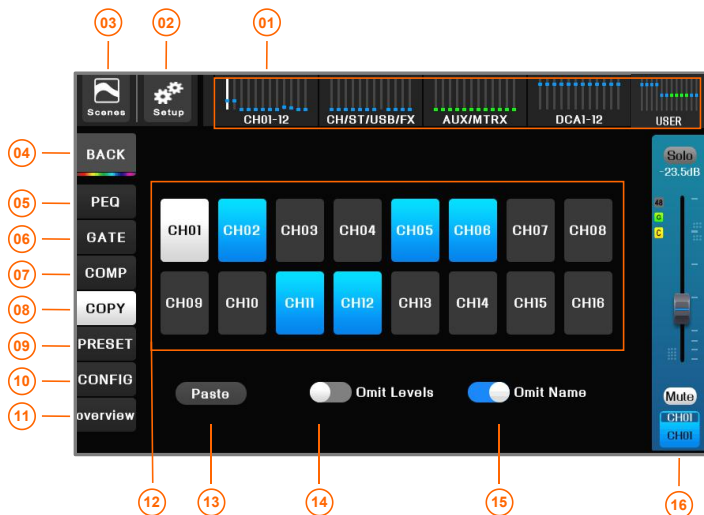 03 02 01
Scenes Setup CH01-12 CH/ST/USB/FX AUX/MTRX DCA1-12 USER
04 BACK Solo
-23.5dB
05 PEQ 48
CH01 CH02 CH03 CH04 CH05 CH06 CH07 CH08 G
06 GATE C
07 COMP
08 COPY CH09 CH10 CH11 CH12 CH13 CH14 CH15 CH16
09 PRESET
10 CONFIG Paste Omit Levels Omit Name Mute
11 overview CH01
CH01
12 13 14 15 16